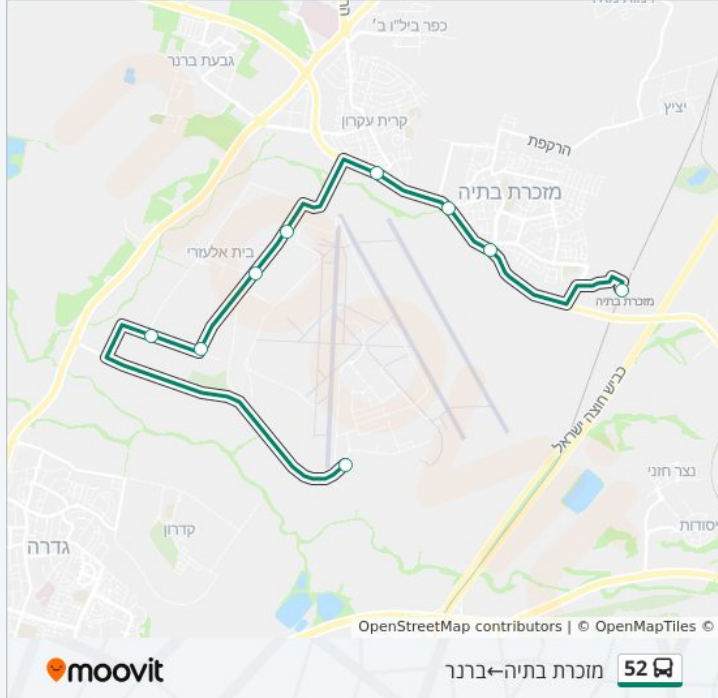 כפר ביל"ו ב׳
גבעת ברנר
קרית עקרון
יציץ
הרקפת
מזכרת בתיה
בית אלעזרי
מזכרת בתיה
כביש חוצה ישראל
נצר חזני
קדרון
יסודות
גדרה
OpenStreetMap contributors | © OpenMapTiles ©
moovit
מזכרת בתיה←ברנר 52